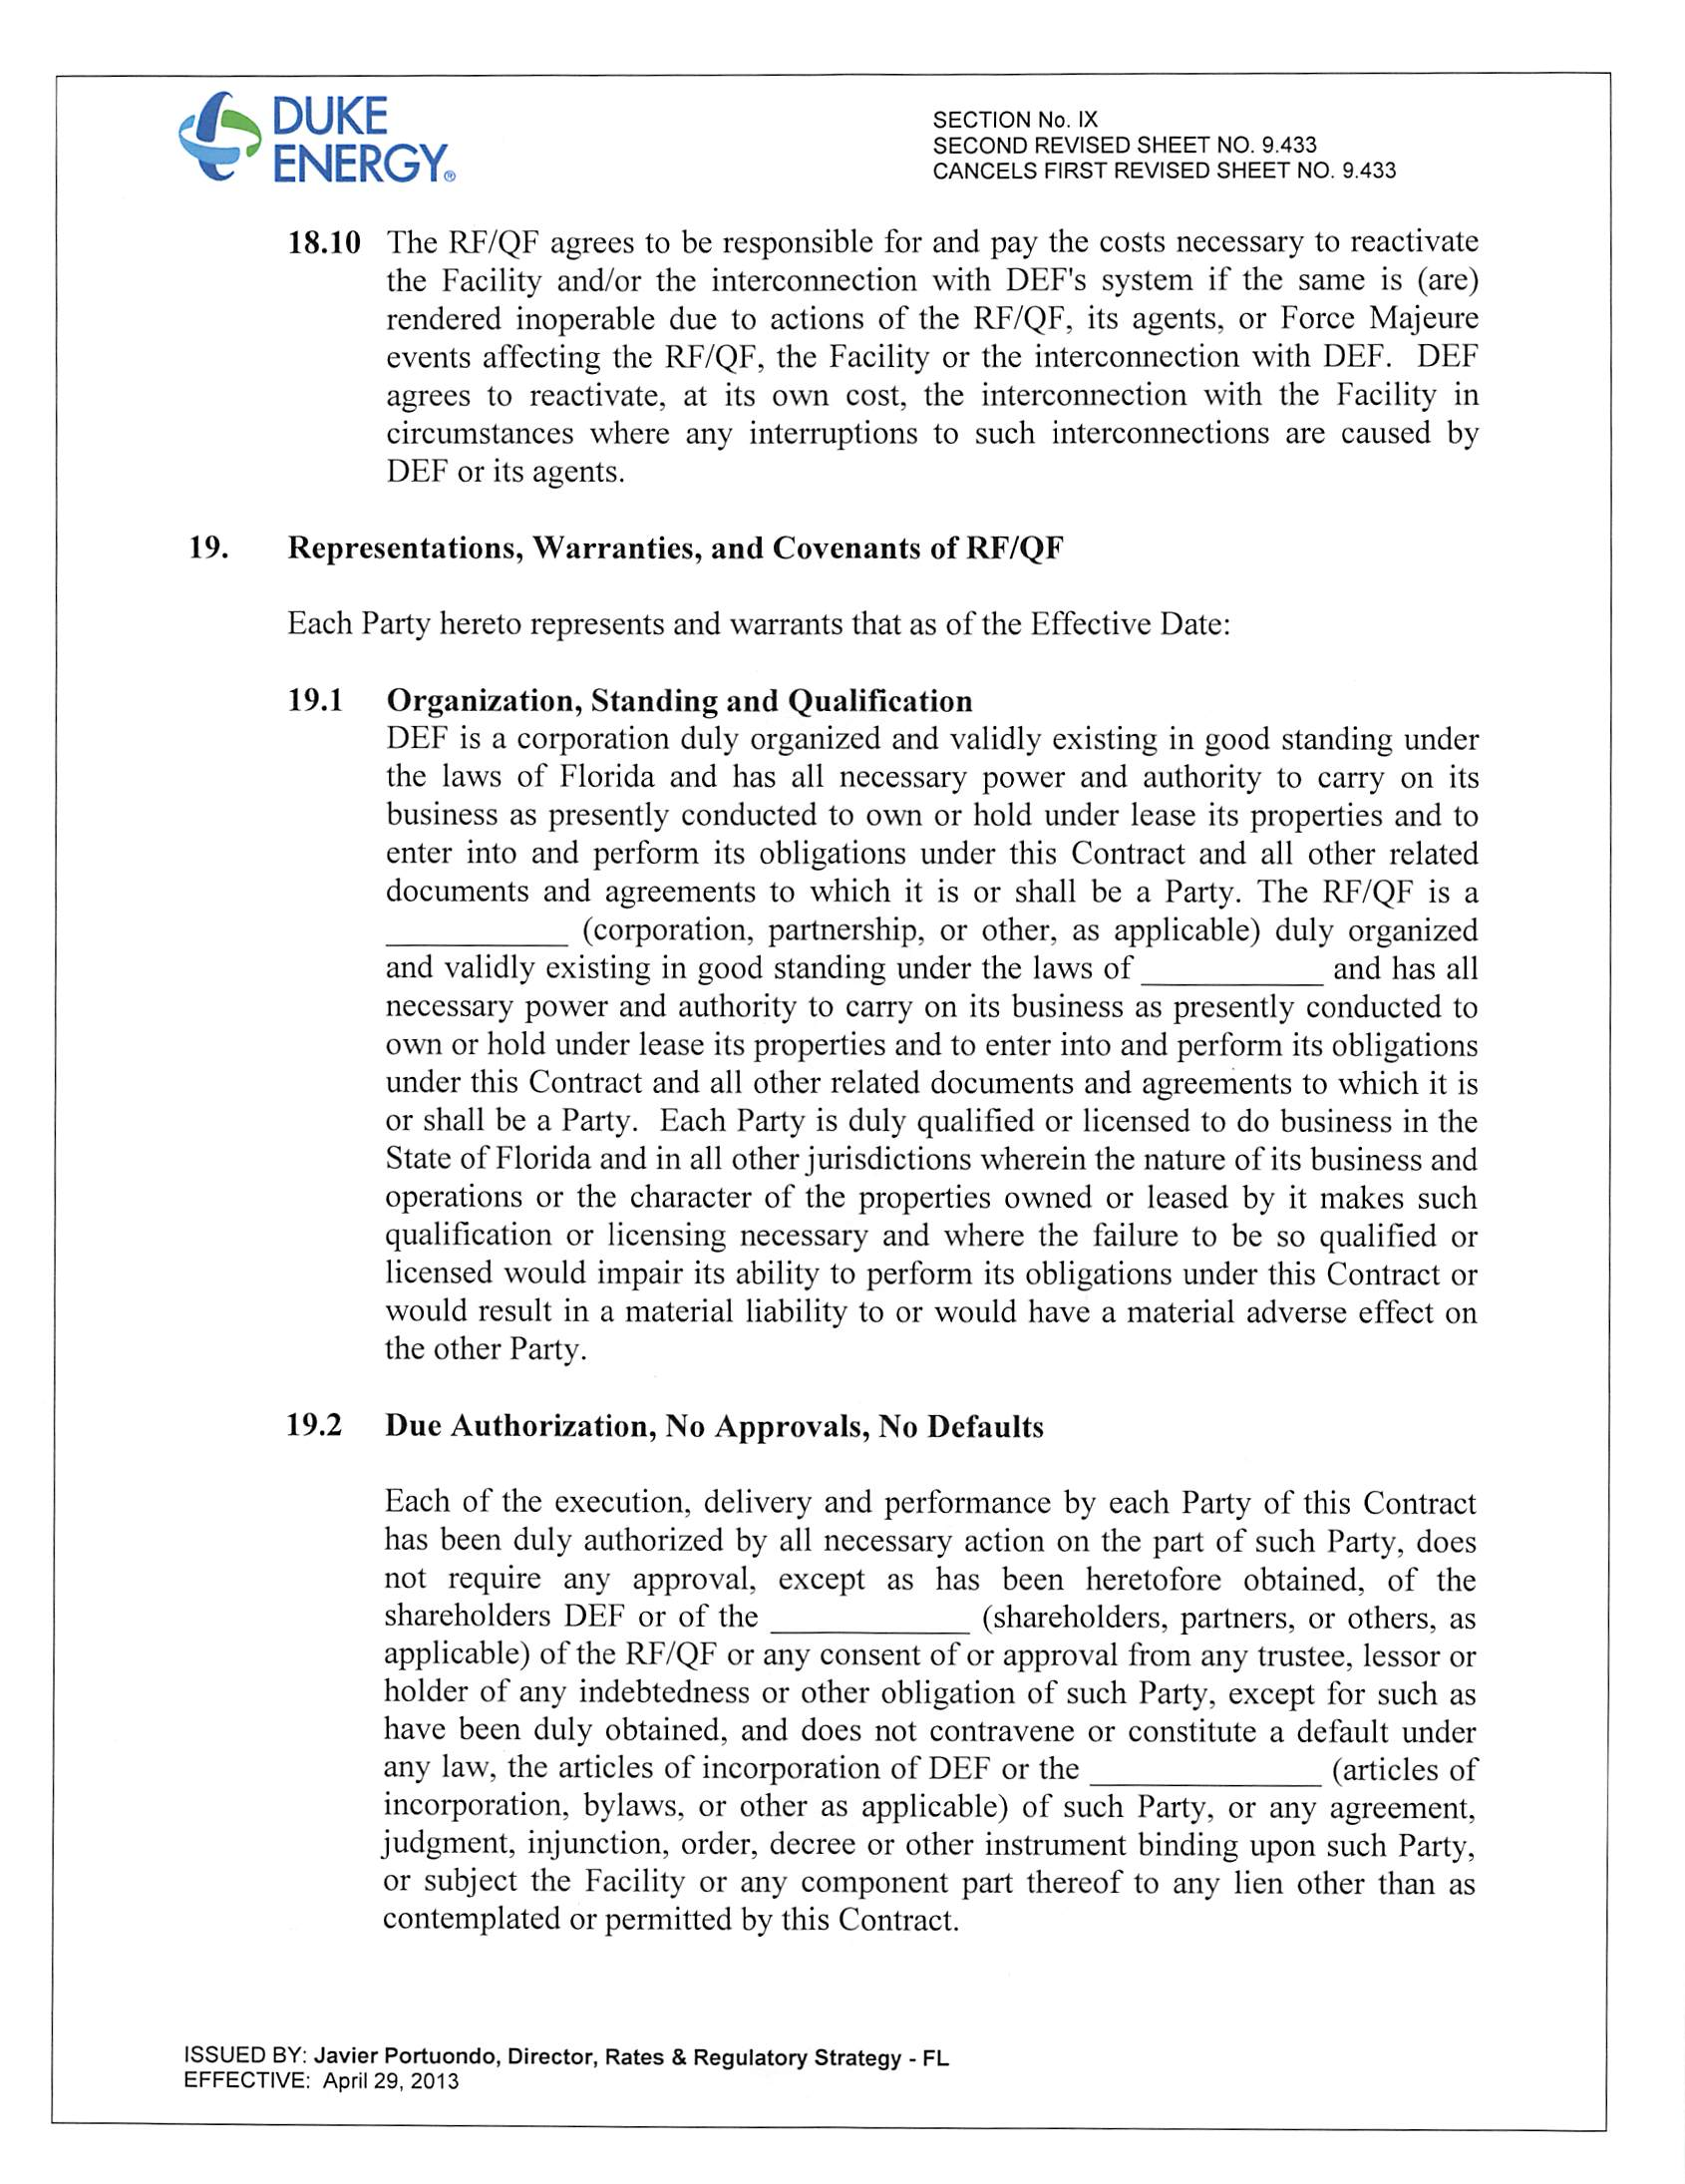 DUKE
ENERGY®
SECTION No. IX
SECOND REVISED SHEET NO. 9.433
CANCELS FIRST REVISED SHEET NO. 9.433
18.10 The RF/QF agrees to be responsible for and pay the costs necessary to reactivate
the Facility and/or the interconnection with DEF's system if the same is (are)
rendered inoperable due to actions of the RF/QF, its agents, or Force Majeure
events affecting the RF/QF, the Facility or the interconnection with DEF. DEF
agrees to reactivate, at its own cost, the interconnection with the Facility in
circumstances where any interruptions to such interconnections are caused by
DEF or its agents.
19. Representations, Warranties, and Covenants of RF/QF
Each Party hereto represents and warrants that as of the Effective Date:
19.1 Organization, Standing and Qualification
DEF is a corporation duly organized and validly existing in good standing under
the laws of Florida and has all necessary power and authority to carry on its
business as presently conducted to own or hold under lease its properties and to
enter into and perform its obligations under this Contract and all other related
documents and agreements to which it is or shall be a Party. The RF/QF is a
____________ (corporation, partnership, or other, as applicable) duly organized
and validly existing in good standing under the laws of ____________ and has all
necessary power and authority to carry on its business as presently conducted to
own or hold under lease its properties and to enter into and perform its obligations
under this Contract and all other related documents and agreements to which it is
or shall be a Party. Each Party is duly qualified or licensed to do business in the
State of Florida and in all other jurisdictions wherein the nature of its business and
operations or the character of the properties owned or leased by it makes such
qualification or licensing necessary and where the failure to be so qualified or
licensed would impair its ability to perform its obligations under this Contract or
would result in a material liability to or would have a material adverse effect on
the other Party.
19.2 Due Authorization, No Approvals, No Defaults
Each of the execution, delivery and performance by each Party of this Contract
has been duly authorized by all necessary action on the part of such Party, does
not require any approval, except as has been heretofore obtained, of the
shareholders DEF or of the _____________ (shareholders, partners, or others, as
applicable) of the RF/QF or any consent of or approval from any trustee, lessor or
holder of any indebtedness or other obligation of such Party, except for such as
have been duly obtained, and does not contravene or constitute a default under
any law, the articles of incorporation of DEF or the _______________ (articles of
incorporation, bylaws, or other as applicable) of such Party, or any agreement,
judgment, injunction, order, decree or other instrument binding upon such Party,
or subject the Facility or any component part thereof to any lien other than as
contemplated or permitted by this Contract.
ISSUED BY: Javier Portuondo, Director, Rates & Regulatory Strategy - FL
EFFECTIVE: April 29, 2013